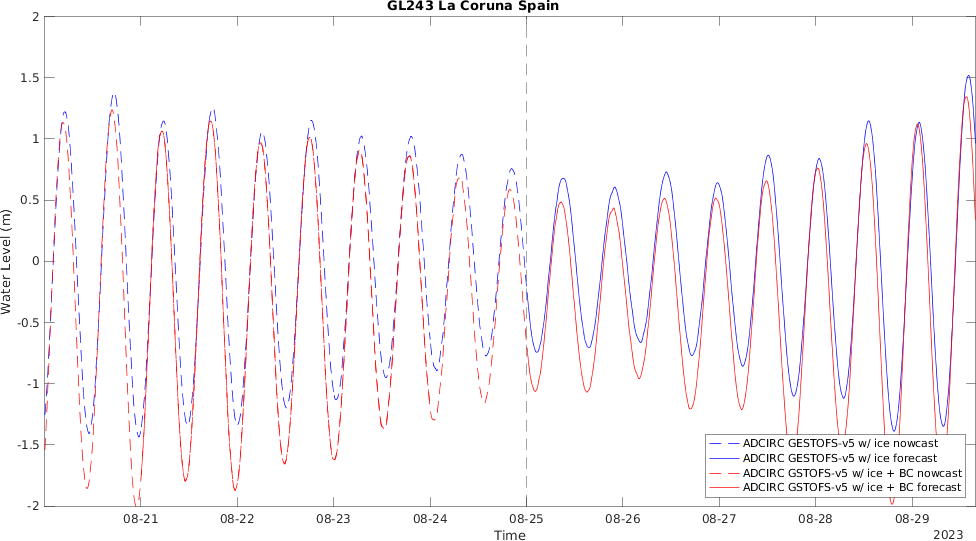 GL243 La Coruna Spain
2
1.5
1
0.5
0
-0.5
-1
-1.5
-2
Water Level (m)
ADCIRC GESTOFS-v5 w/ ice nowcast
ADCIRC GESTOFS-v5 w/ ice forecast
ADCIRC GSTOFS-v5 w/ ice + BC nowcast
ADCIRC GSTOFS-v5 w/ ice + BC forecast
08-21 08-22 08-23 08-24 08-25 08-26 08-27 08-28 08-29
Time
2023